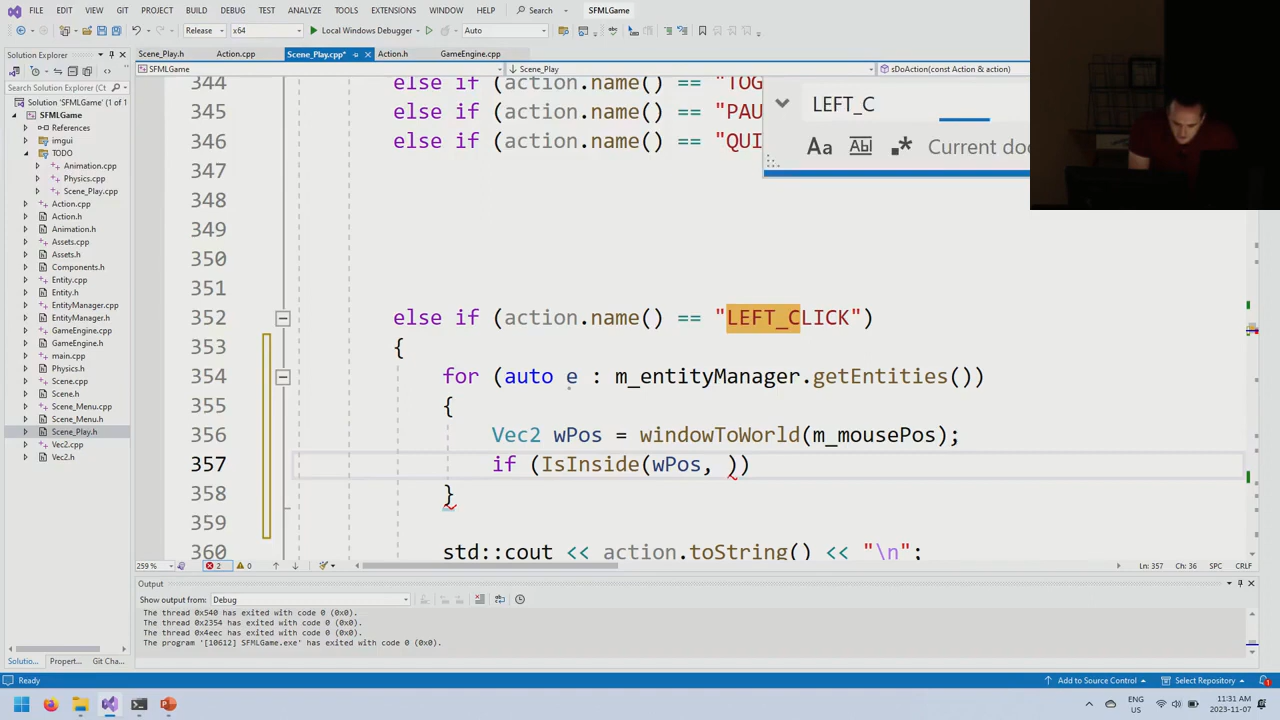 FILE EDIT VIEW GIT PROJECT BUILD DEBUG TEST ANALYZE TOOLS EXTENSIONS WINDOW HELP Search SFMLGame
Release x64 Local Windows Debugger Auto
Solution Explorer
Scene_Play.h Action.cpp Scene_Play.cpp* Action.h GameEngine.cpp
SFMLGame Scene_Play sDoAction(const Action & action)
Search Solution Explorer (Ct
Solution 'SFMLGame' (1 of 1
SFMLGame
References
imgui
TODO
Animation.cpp
Physics.cpp
Scene_Play.cpp
Action.cpp
Action.h
Animation.h
Assets.cpp
Assets.h
Components.h
Entity.cpp
Entity.h
EntityManager.cpp
EntityManager.h
GameEngine.cpp
GameEngine.h
main.cpp
Physics.h
Scene.cpp
Scene.h
Scene_Menu.cpp
Scene_Menu.h
Scene_Play.h
Vec2.cpp
Vec2.h
Solutio... Propert... Git Cha...
344 else if (action.name() == "TOG
345 else if (action.name() == "PAU
346 else if (action.name() == "QUI
347
348
349
350
351
352 else if (action.name() == "LEFT_CLICK")
353 {
354 for (auto e : m_entityManager.getEntities())
355 {
356 Vec2 wPos = windowToWorld(m_mousePos);
357 if (IsInside(wPos, ))
358 }
359
360 std::cout << action.toString() << "\n";
LEFT_C
Aa Abl .* Current do
259 % 2 0 Ln: 357 Ch: 36 SPC CRLF
Output
Show output from: Debug
The thread 0x540 has exited with code 0 (0x0).
The thread 0x2354 has exited with code 0 (0x0).
The thread 0x4eec has exited with code 0 (0x0).
The program '[10612] SFMLGame.exe' has exited with code 0 (0x0).
Ready Add to Source Control Select Repository 1
ENG
US
11:31 AM
2023-11-07